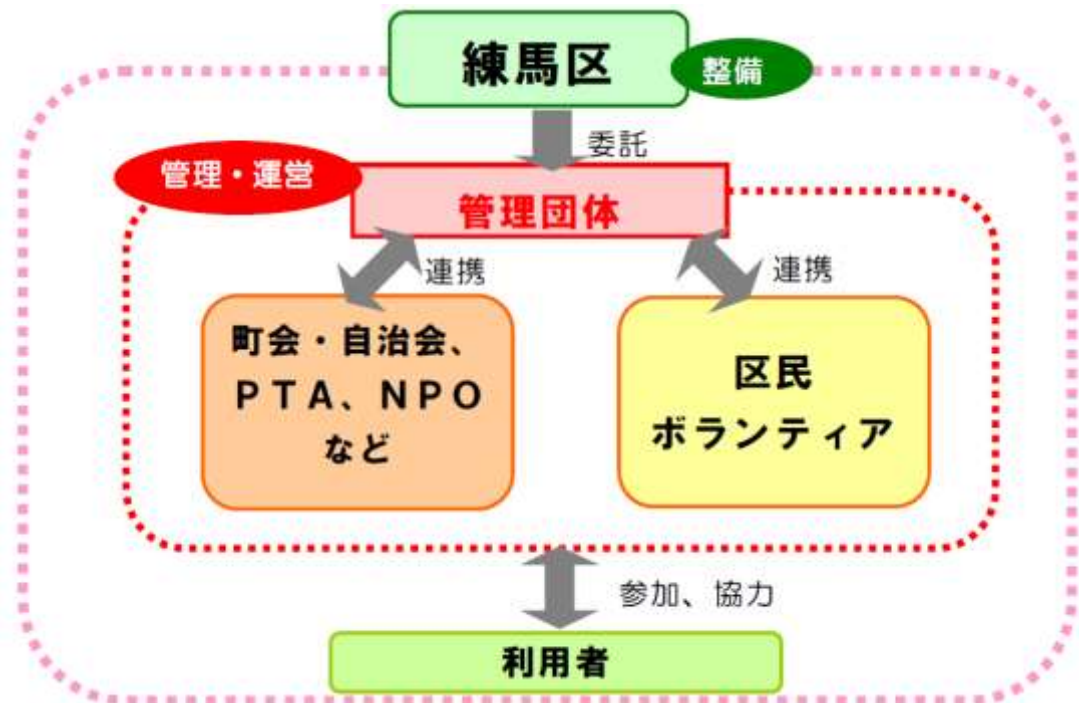 練馬区
整備
委託
管理・運営
管理団体
連携
連携
町会・自治会、
ＰＴＡ、ＮＰＯ
など
区民
ボランティア
参加、協力
利用者